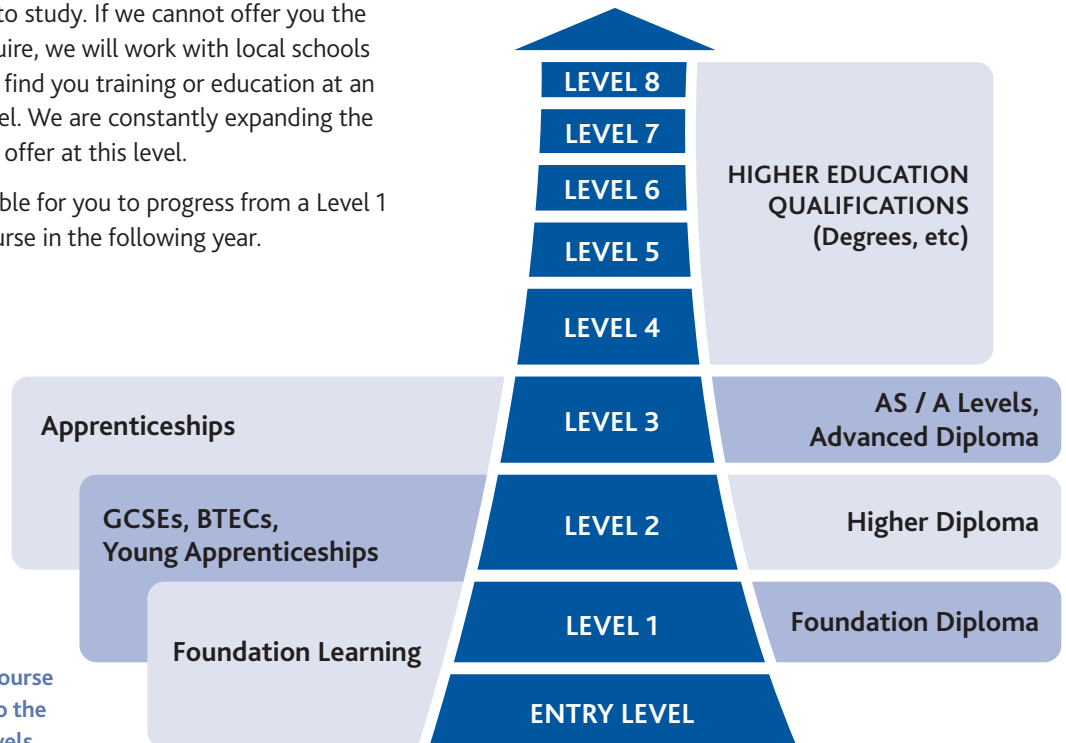 to study. If we cannot offer you the
uire, we will work with local schools
find you training or education at an
el. We are constantly expanding the
offer at this level.
ble for you to progress from a Level 1
urse in the following year.
LEVEL 8
LEVEL 7
LEVEL 6
LEVEL 5
LEVEL 4
HIGHER EDUCATION
QUALIFICATIONS
(Degrees, etc)
Apprenticeships
LEVEL 3
AS / A Levels,
Advanced Diploma
GCSEs, BTECs,
Young Apprenticeships
LEVEL 2
Higher Diploma
Foundation Learning
LEVEL 1
Foundation Diploma
ourse
o the
vels
ENTRY LEVEL